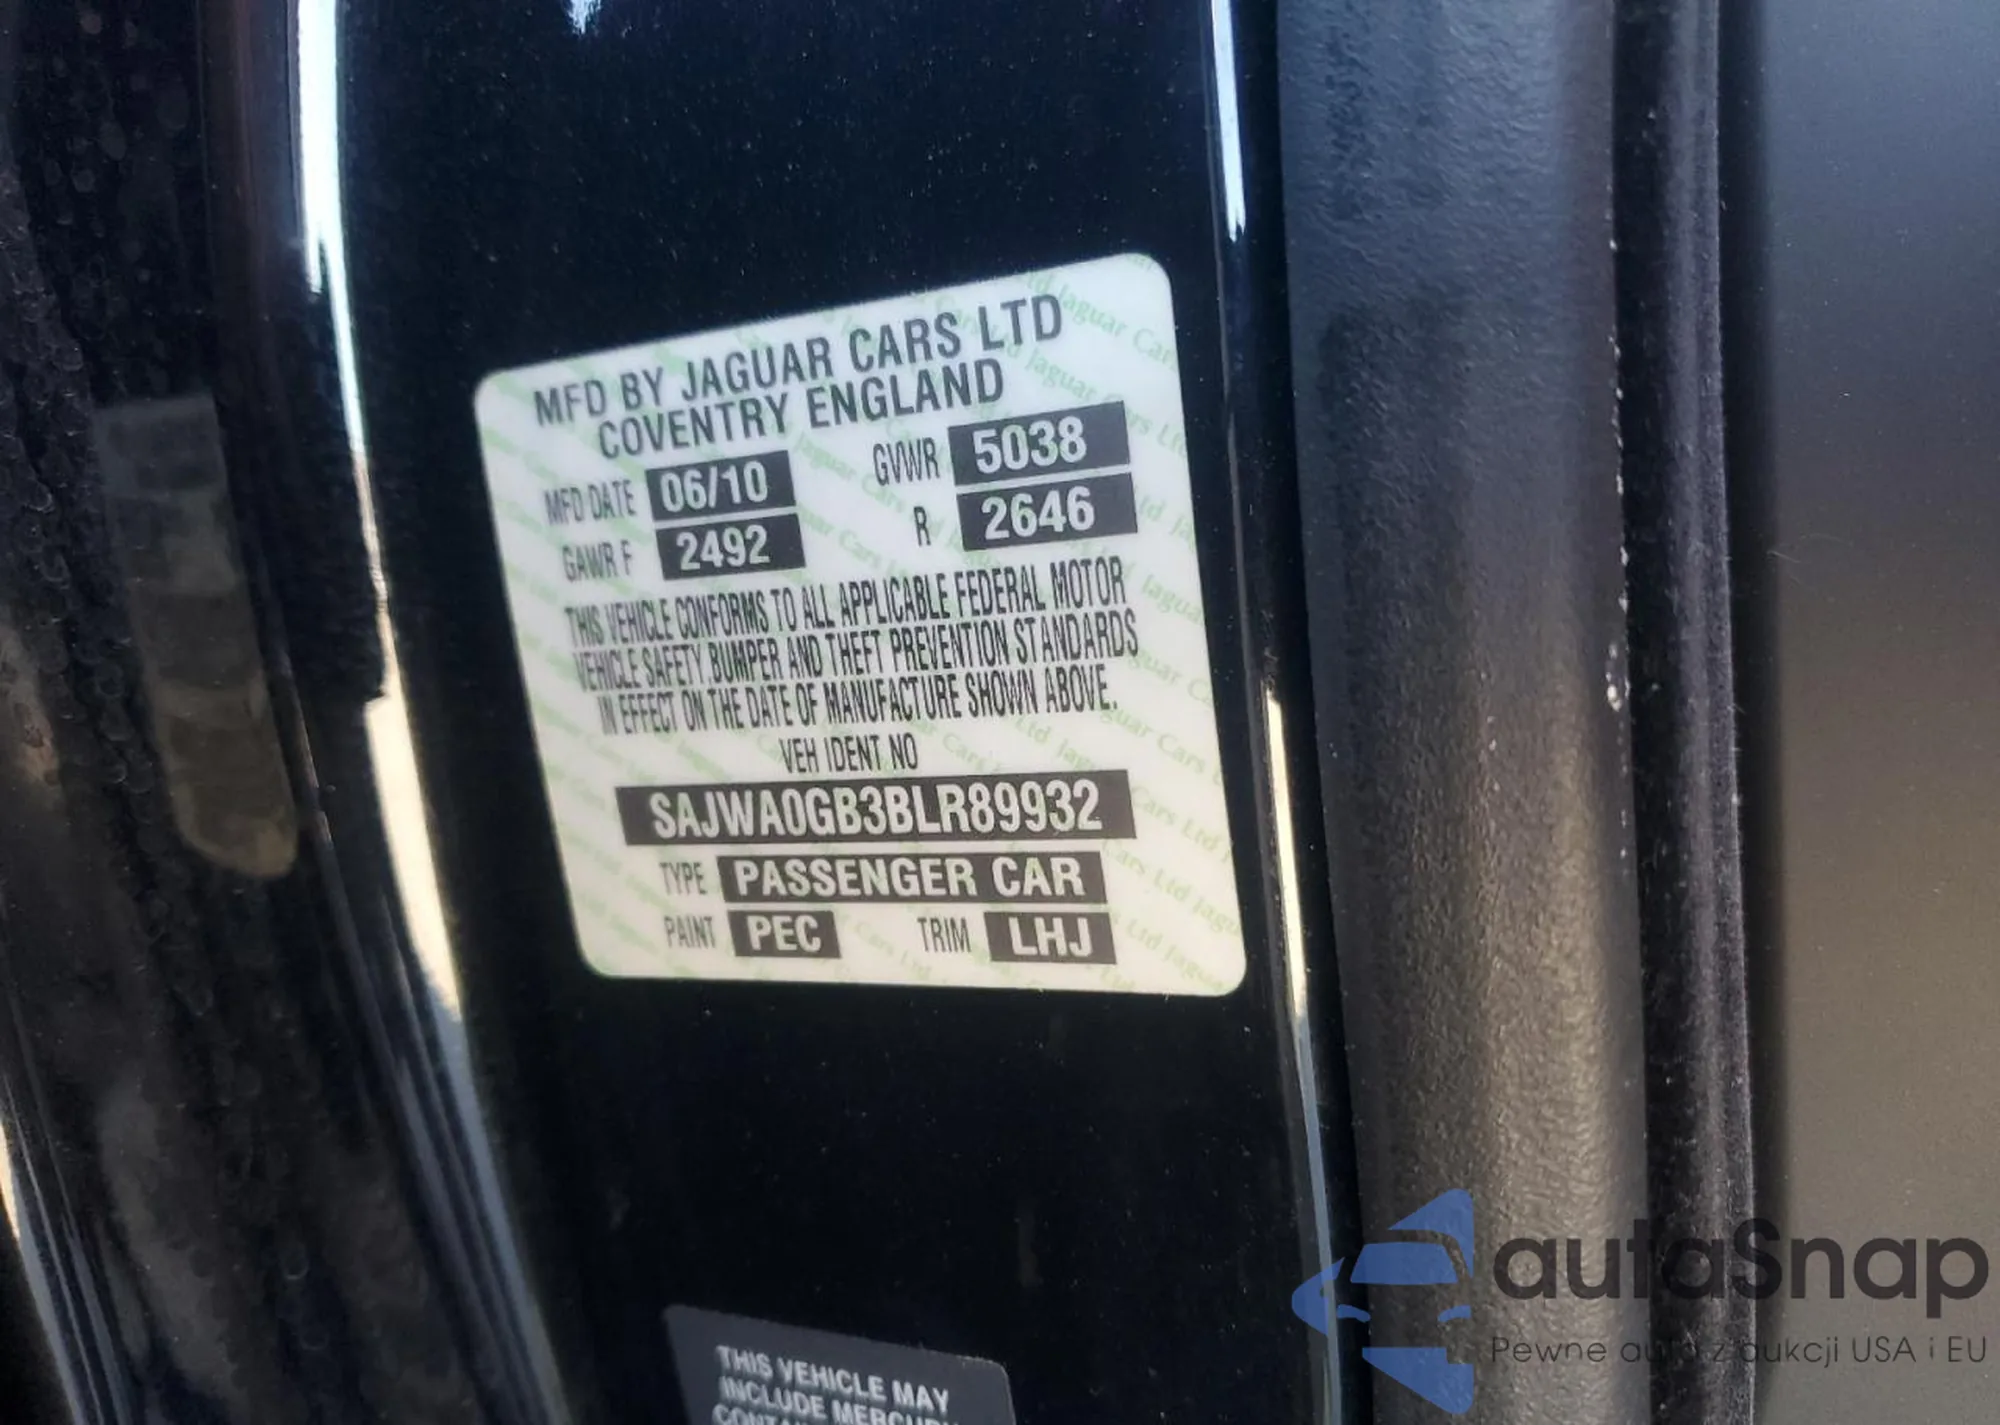 MFD BY JAGUAR CARS LTD
COVENTRY ENGLAND
MFD DATE 06/10 GVWR 5038
GAWR F 2492 R 2646
THIS VEHICLE CONFORMS TO ALL APPLICABLE FEDERAL MOTOR
VEHICLE SAFETY, BUMPER AND THEFT PREVENTION STANDARDS
IN EFFECT ON THE DATE OF MANUFACTURE SHOWN ABOVE.
VEH IDENT NO
SAJWA0GB3BLR89932
TYPE PASSENGER CAR
PAINT PEC TRIM LHJ
THIS VEHICLE MAY
INCLUDE MERCURY
autaSnap
Pewne auta z aukcji USA i EU